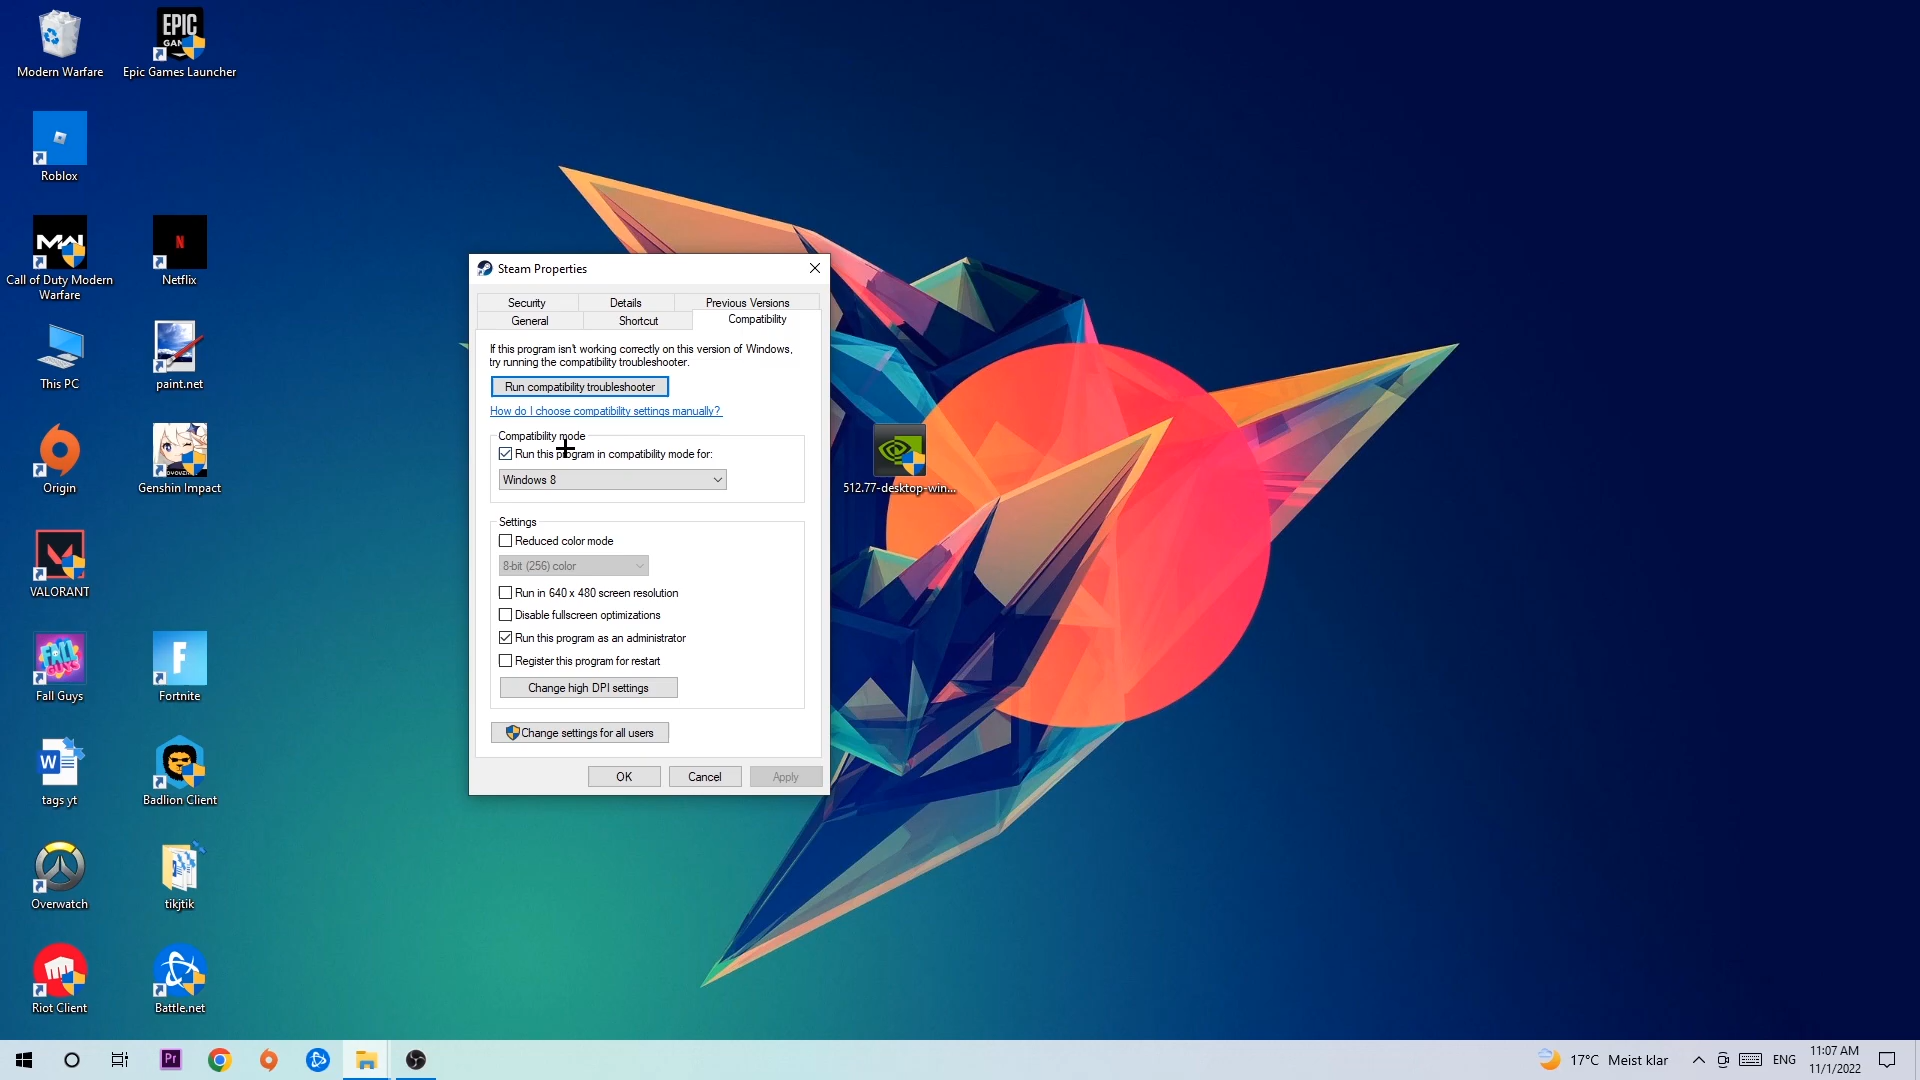 Modern Warfare
EPIC
GAMES
Epic Games Launcher
Roblox
MW
Call of Duty Modern
Warfare
N
Netflix
This PC
paint.net
Origin
Genshin Impact
VALORANT
FALL
GUYS
Fall Guys
F
Fortnite
W
tags yt
Badlion Client
Overwatch
tikjtik
Riot Client
Battle.net
512.77-desktop-win...
Steam Properties
Security
Details
Previous Versions
General
Shortcut
Compatibility
If this program isn't working correctly on this version of Windows,
try running the compatibility troubleshooter.
Run compatibility troubleshooter
How do I choose compatibility settings manually?
Compatibility mode
Run this program in compatibility mode for:
Windows 8
Settings
Reduced color mode
8-bit (256) color
Run in 640 x 480 screen resolution
Disable fullscreen optimizations
Run this program as an administrator
Register this program for restart
Change high DPI settings
Change settings for all users
OK
Cancel
Apply
Pr
17°C Meist klar
ENG
11:07 AM
11/1/2022